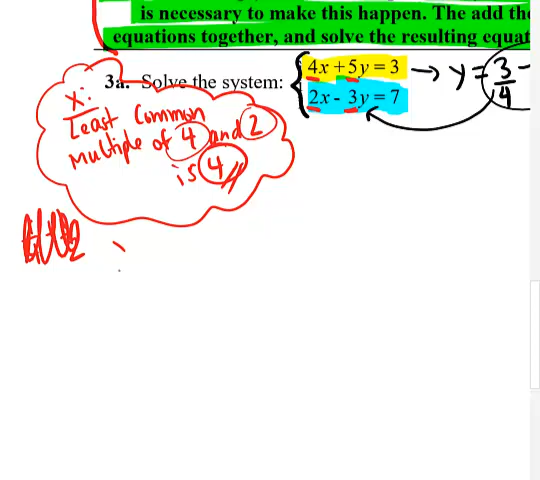 is necessary to make this happen. The add the
equations together, and solve the resulting equat
3a. Solve the system:
4x + 5y = 3 → y = 3 -
4
2x - 3y = 7
x:
Least Common
multiple of 4 and 2
is 4